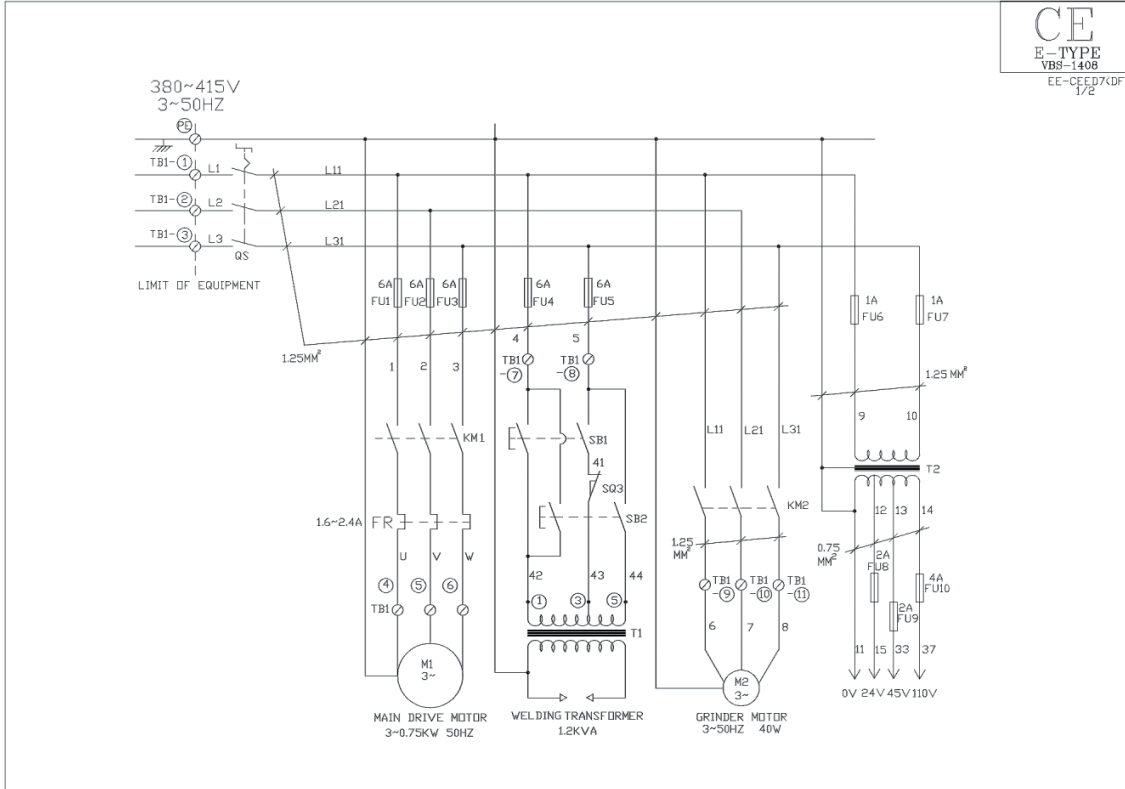 CE
E-TYPE
VBS-1408
EE-CEED7(DF
1/2
380~415V
3~50HZ
PE
TB1-① L1 L11
TB1-② L2 L21
TB1-③ L3 L31
QS
LIMIT OF EQUIPMENT
6A FU1
6A FU2
6A FU3
6A FU4
6A FU5
1A FU6
1A FU7
1.25MM²
1 2 3
4 5
TB1 -⑦
TB1 -⑧
1.25 MM²
9 10
KM1
SB1
41
SQ3
SB2
L11 L21 L31
KM2
T2
1.6~2.4A FR
U V W
④ ⑤ ⑥
TB1
42 43 44
① ③ ⑤
T1
1.25 MM²
TB1 -⑨
TB1 -⑩
TB1 -⑪
6 7 8
12 13 14
0.75 MM²
2A FU8
2A FU9
4A FU10
11 15 33 37
0V 24V 45V 110V
M1
3~
MAIN DRIVE MOTOR
3~0.75KW 50HZ
WELDING TRANSFORMER
1.2KVA
M2
3~
GRINDER MOTOR
3~50HZ 40W